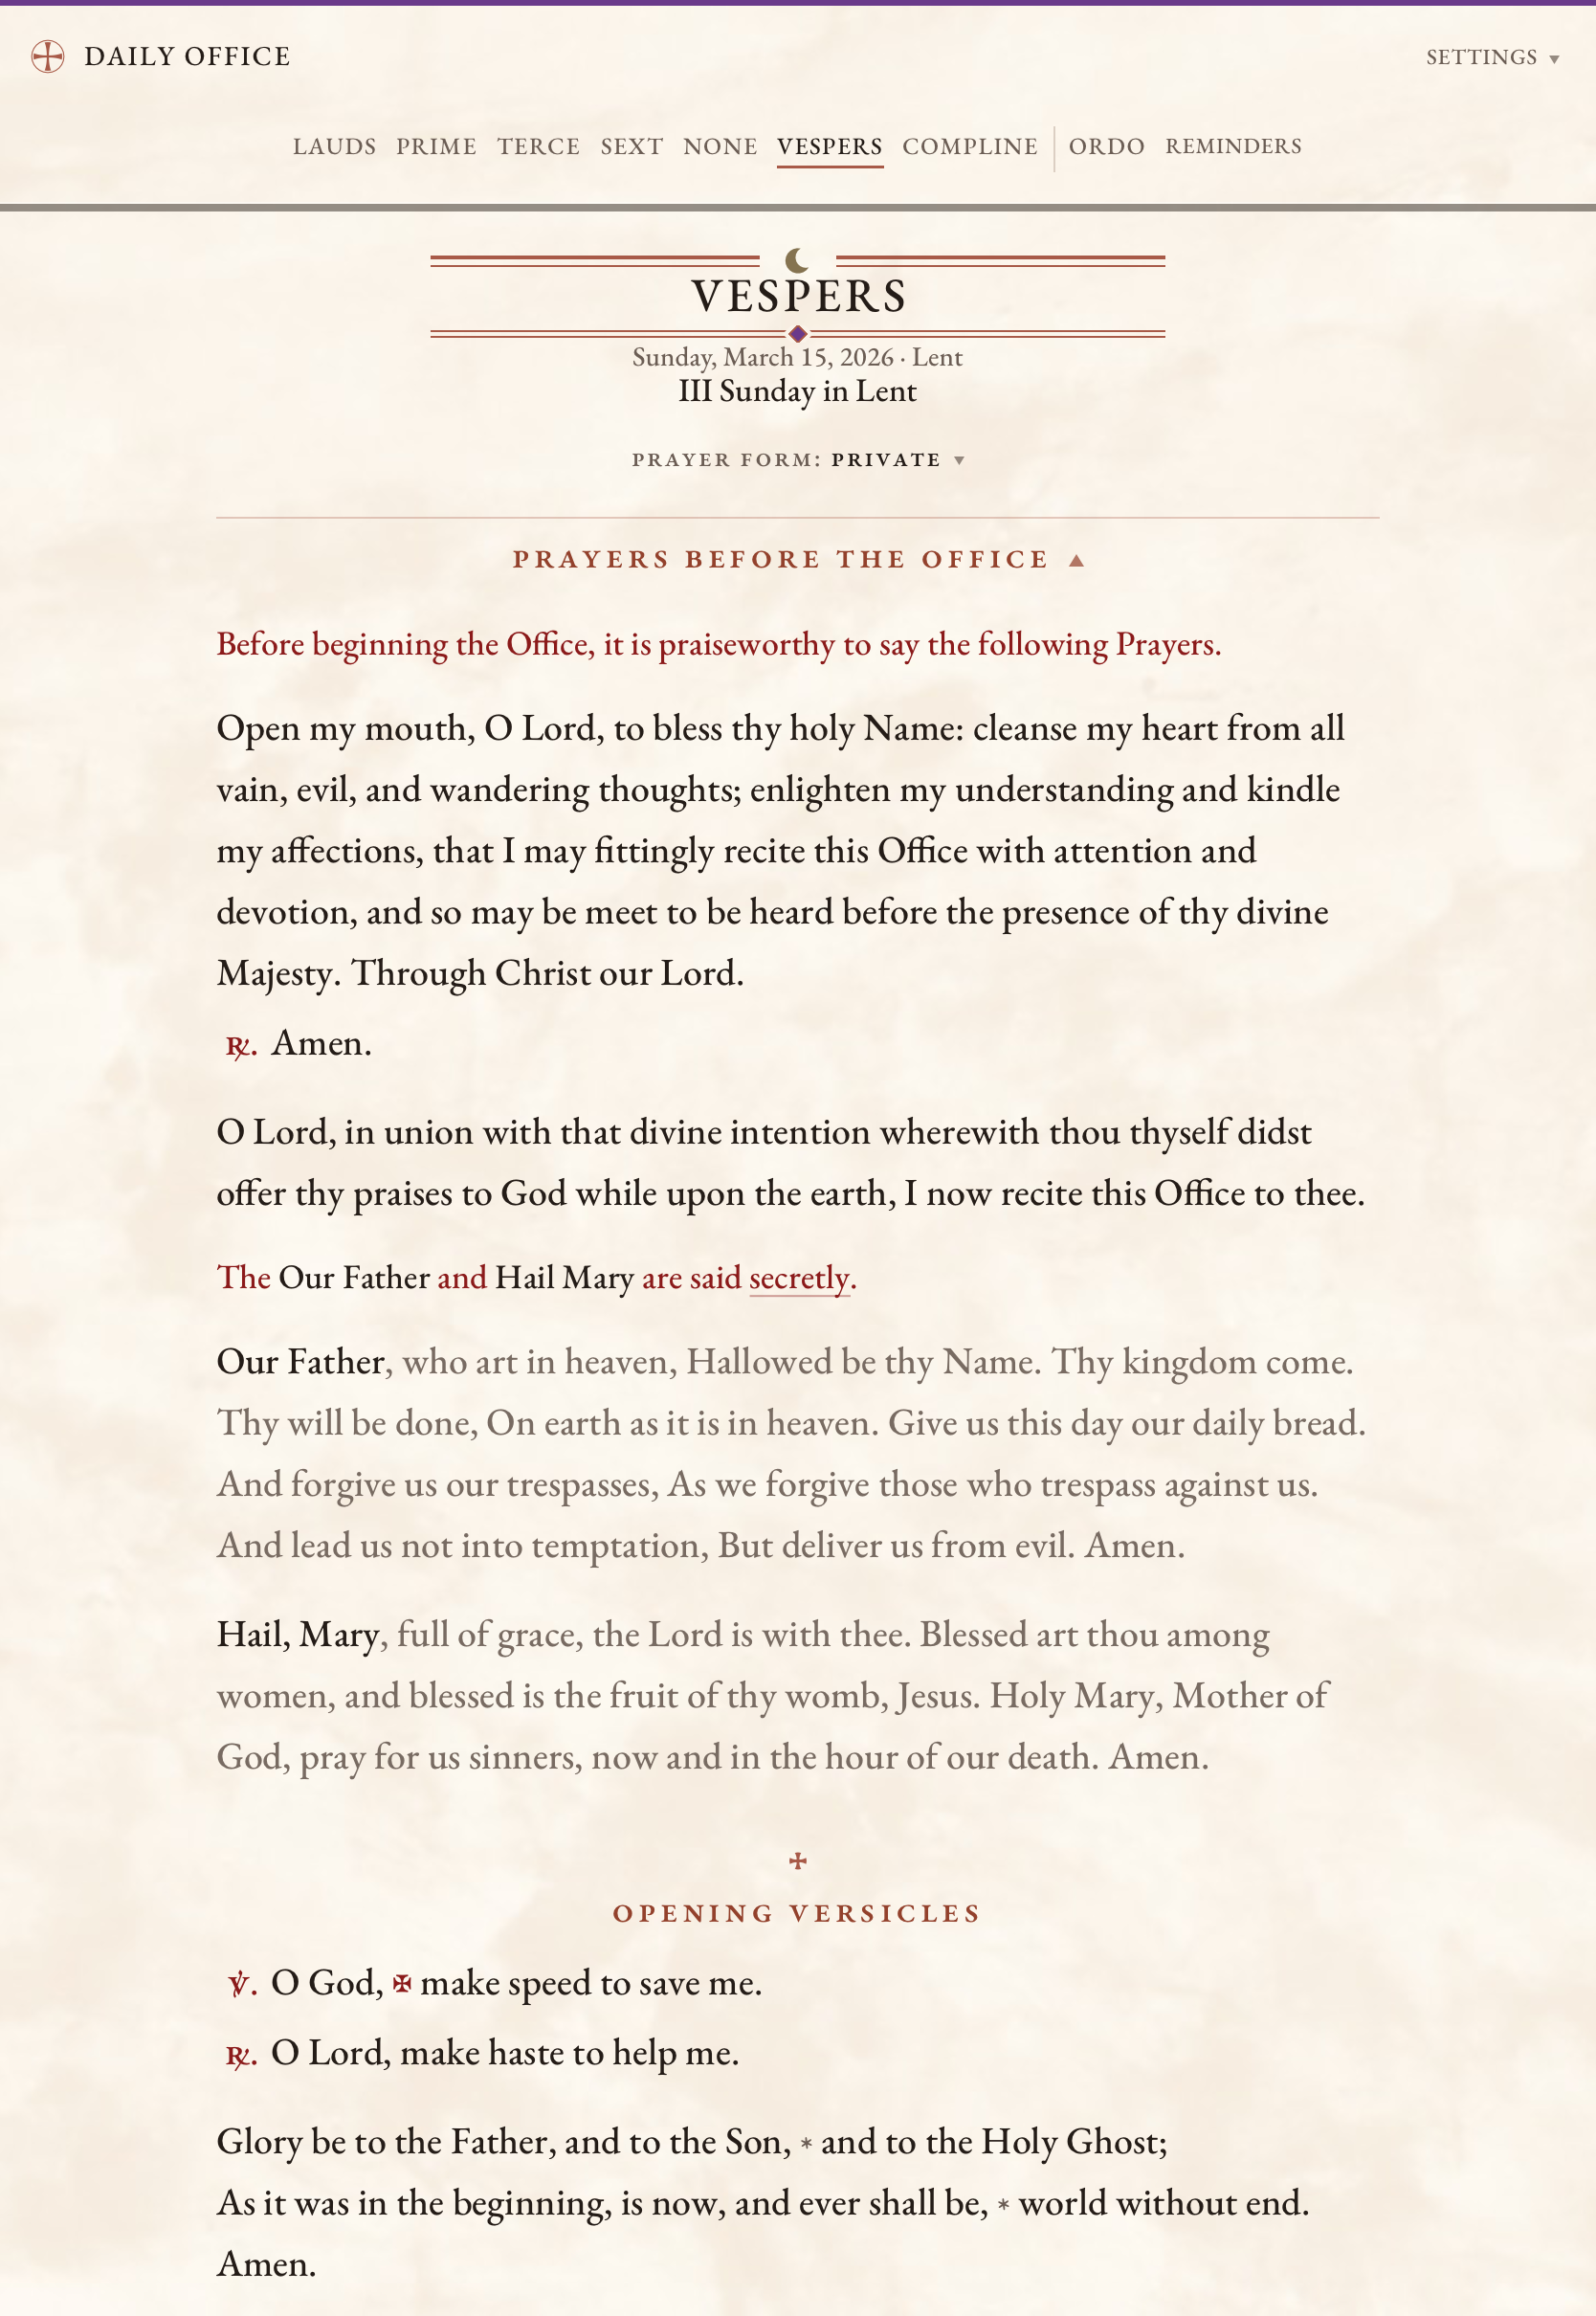 DAILY OFFICE
SETTINGS ▼
LAUDS PRIME TERCE SEXT NONE VESPERS COMPLINE ORDO REMINDERS
VESPERS
Sunday, March 15, 2026 · Lent
III Sunday in Lent
PRAYER FORM: PRIVATE ▼
PRAYERS BEFORE THE OFFICE ▲
Before beginning the Office, it is praiseworthy to say the following Prayers.
Open my mouth, O Lord, to bless thy holy Name: cleanse my heart from all
vain, evil, and wandering thoughts; enlighten my understanding and kindle
my affections, that I may fittingly recite this Office with attention and
devotion, and so may be meet to be heard before the presence of thy divine
Majesty. Through Christ our Lord.
℟. Amen.
O Lord, in union with that divine intention wherewith thou thyself didst
offer thy praises to God while upon the earth, I now recite this Office to thee.
The Our Father and Hail Mary are said secretly.
Our Father, who art in heaven, Hallowed be thy Name. Thy kingdom come.
Thy will be done, On earth as it is in heaven. Give us this day our daily bread.
And forgive us our trespasses, As we forgive those who trespass against us.
And lead us not into temptation, But deliver us from evil. Amen.
Hail, Mary, full of grace, the Lord is with thee. Blessed art thou among
women, and blessed is the fruit of thy womb, Jesus. Holy Mary, Mother of
God, pray for us sinners, now and in the hour of our death. Amen.
OPENING VERSICLES
℣. O God, ✠ make speed to save me.
℟. O Lord, make haste to help me.
Glory be to the Father, and to the Son, * and to the Holy Ghost;
As it was in the beginning, is now, and ever shall be, * world without end.
Amen.